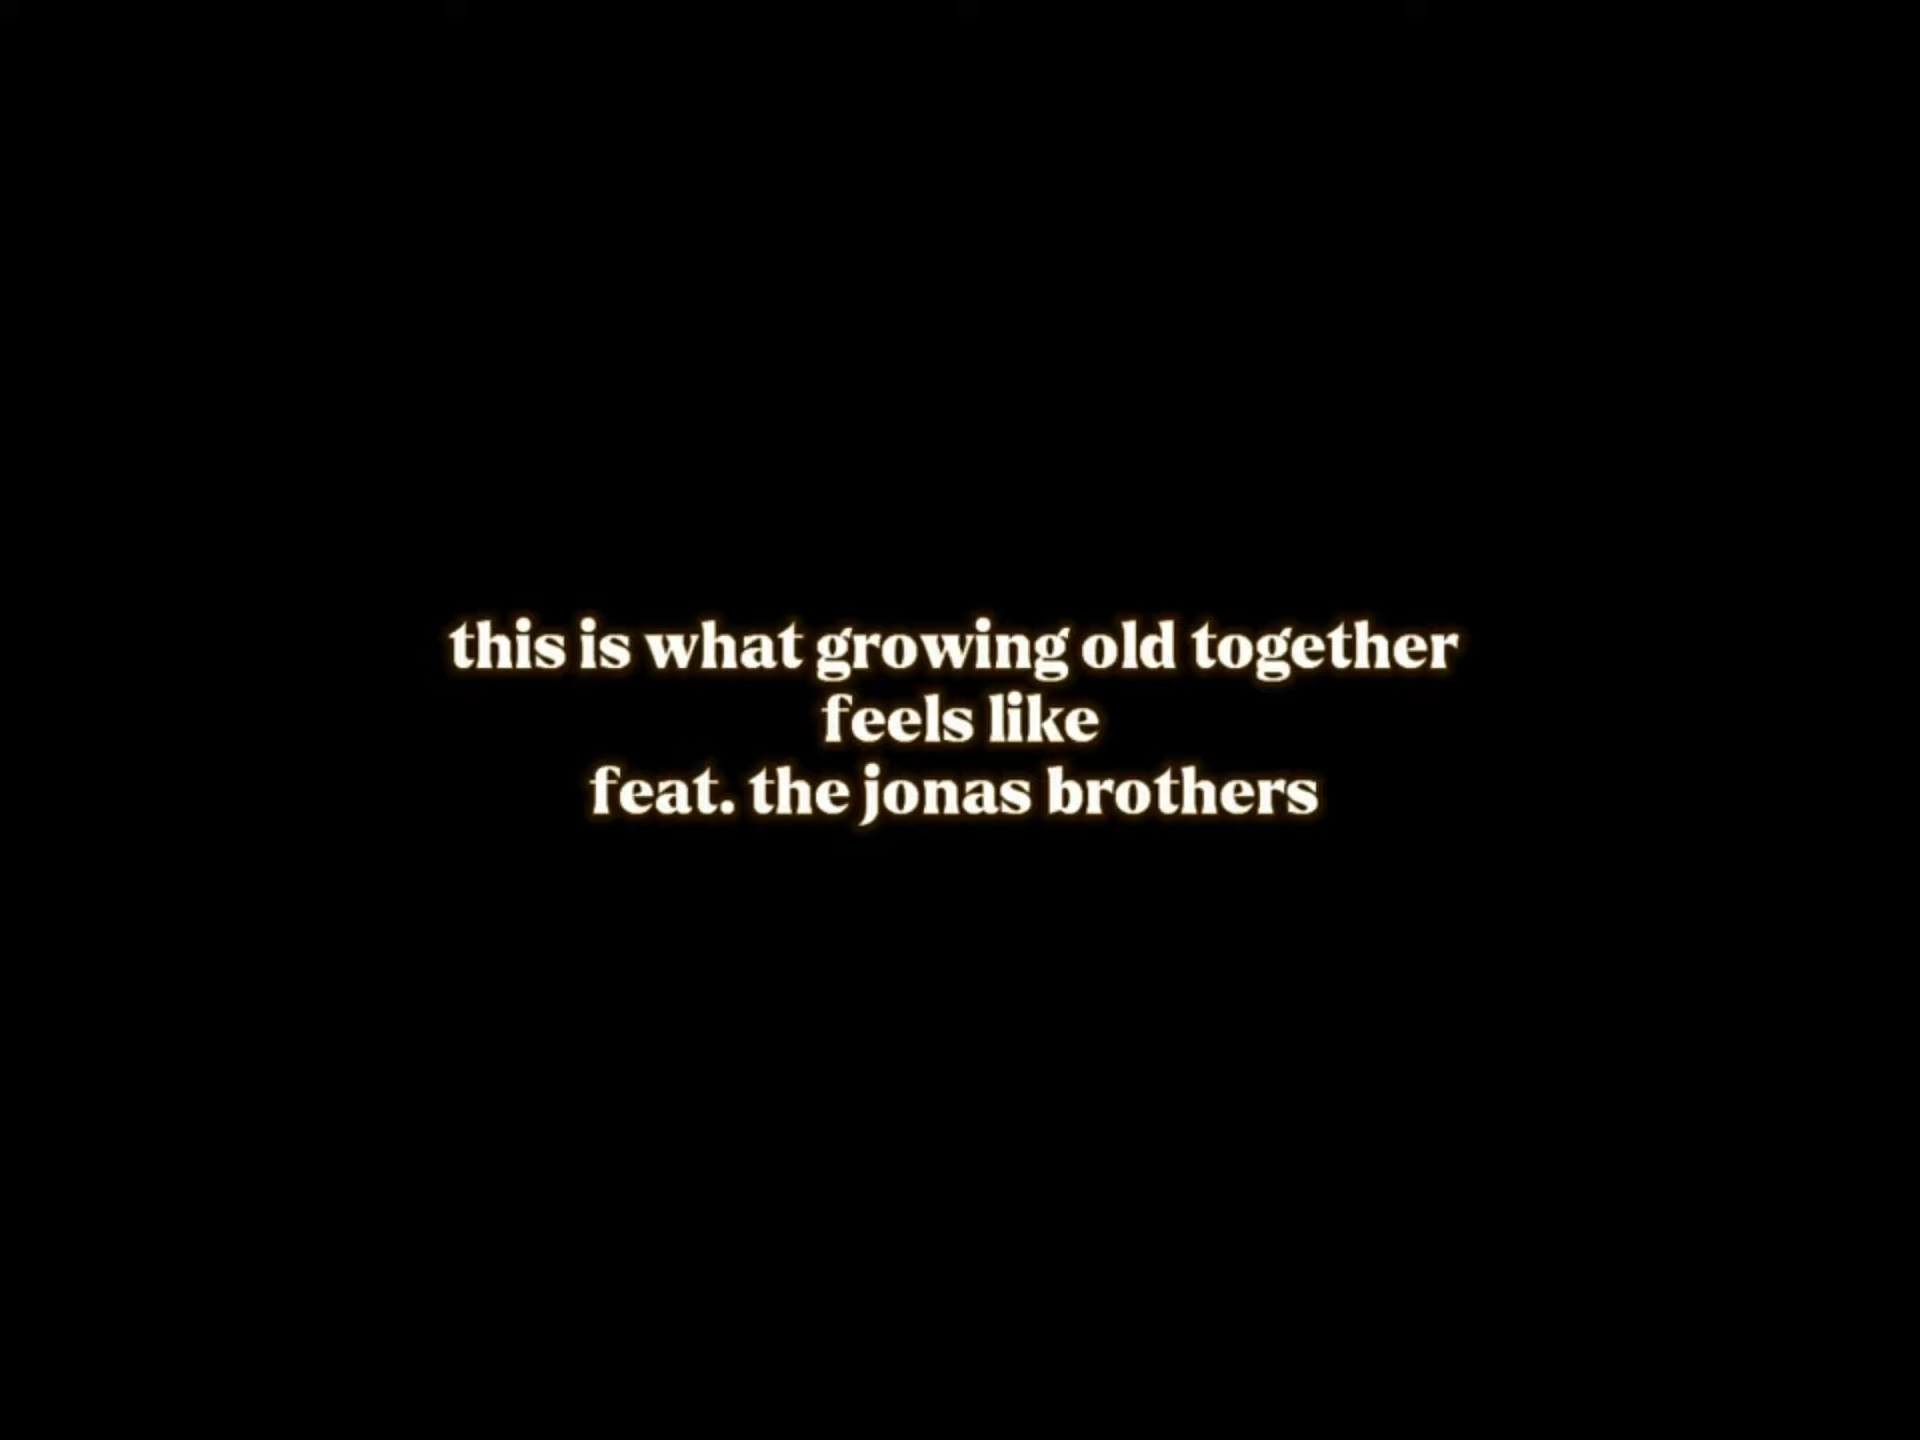 this is what growing old together
feels like
feat. the jonas brothers